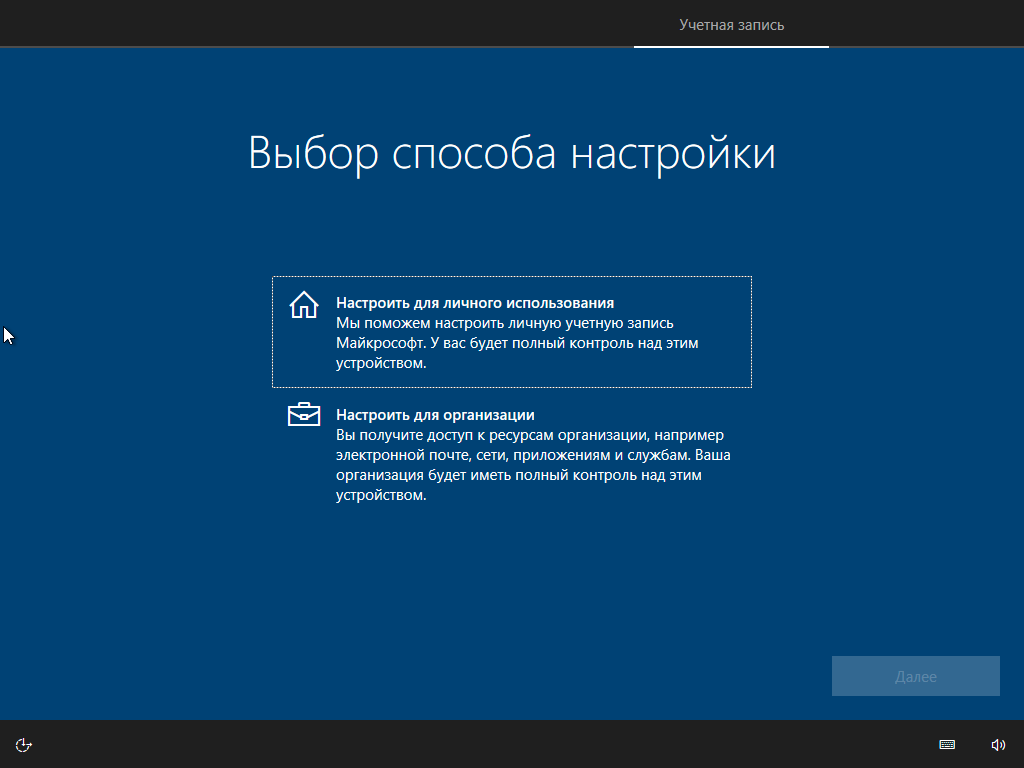 Учетная запись
Выбор способа настройки
Настроить для личного использования
Мы поможем настроить личную учетную запись
Майкрософт. У вас будет полный контроль над этим
устройством.
Настроить для организации
Вы получите доступ к ресурсам организации, например
электронной почте, сети, приложениям и службам. Ваша
организация будет иметь полный контроль над этим
устройством.
Далее